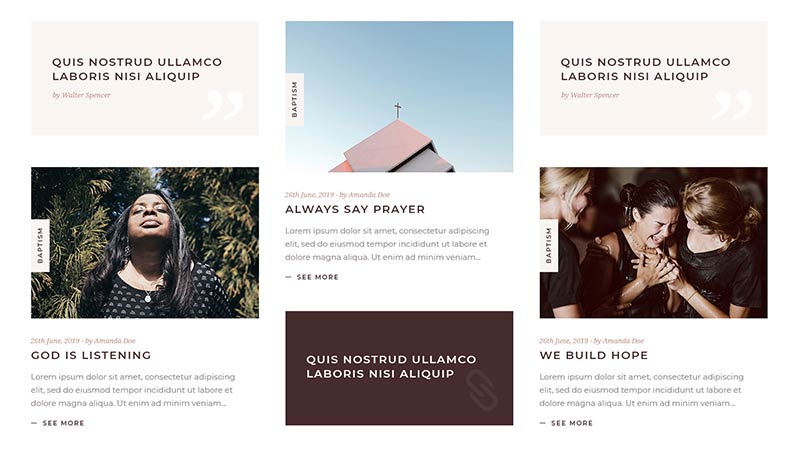 QUIS NOSTRUD ULLAMCO
LABORIS NISI ALIQUIP
by Walter Spencer
BAPTISM
26th June, 2019 - by Amanda Doe
GOD IS LISTENING
Lorem ipsum dolor sit amet, consectetur adipiscing
elit, sed do eiusmod tempor incididunt ut labore et
dolore magna aliqua. Ut enim ad minim veniam...
SEE MORE
BAPTISM
26th June, 2019 - by Amanda Doe
ALWAYS SAY PRAYER
Lorem ipsum dolor sit amet, consectetur adipiscing
elit, sed do eiusmod tempor incididunt ut labore et
dolore magna aliqua. Ut enim ad minim veniam...
SEE MORE
QUIS NOSTRUD ULLAMCO
LABORIS NISI ALIQUIP
QUIS NOSTRUD ULLAMCO
LABORIS NISI ALIQUIP
by Walter Spencer
BAPTISM
26th June, 2019 - by Amanda Doe
WE BUILD HOPE
Lorem ipsum dolor sit amet, consectetur adipiscing
elit, sed do eiusmod tempor incididunt ut labore et
dolore magna aliqua. Ut enim ad minim veniam...
SEE MORE